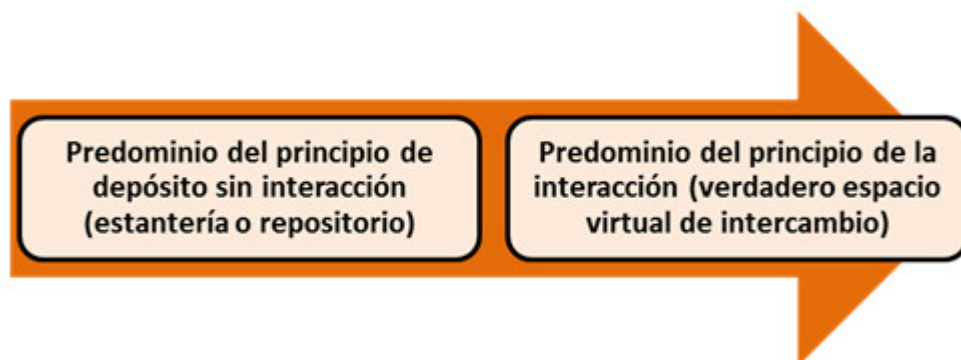 Predominio del principio de
depósito sin interacción
(estantería o repositorio)
Predominio del principio de la
interacción (verdadero espacio
virtual de intercambio)